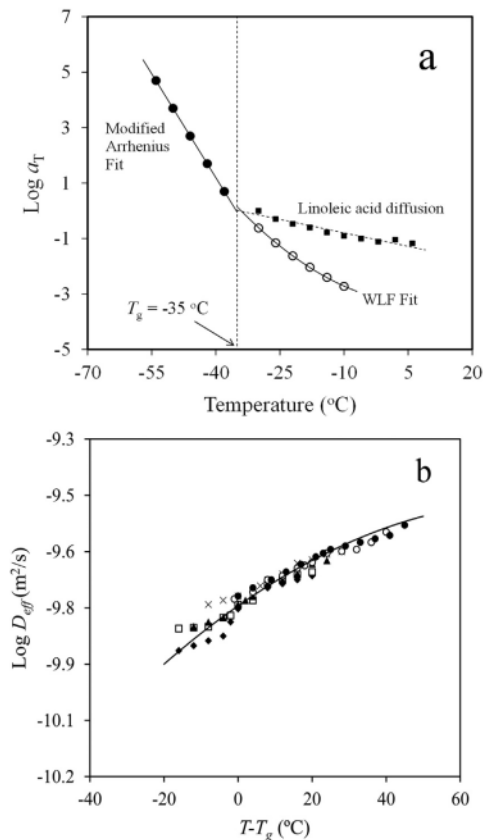 a
7
5
3
1
-1
-3
-5
Log aT
Modified
Arrhenius
Fit
Linoleic acid diffusion
WLF Fit
Tg = -35 °C
-70 -55 -40 -25 -10 5 20
Temperature (°C)
b
-9.3
-9.5
-9.6
-9.8
-9.9
-10.1
-10.2
Log Deff (m²/s)
-40 -20 0 20 40 60
T-Tg (°C)